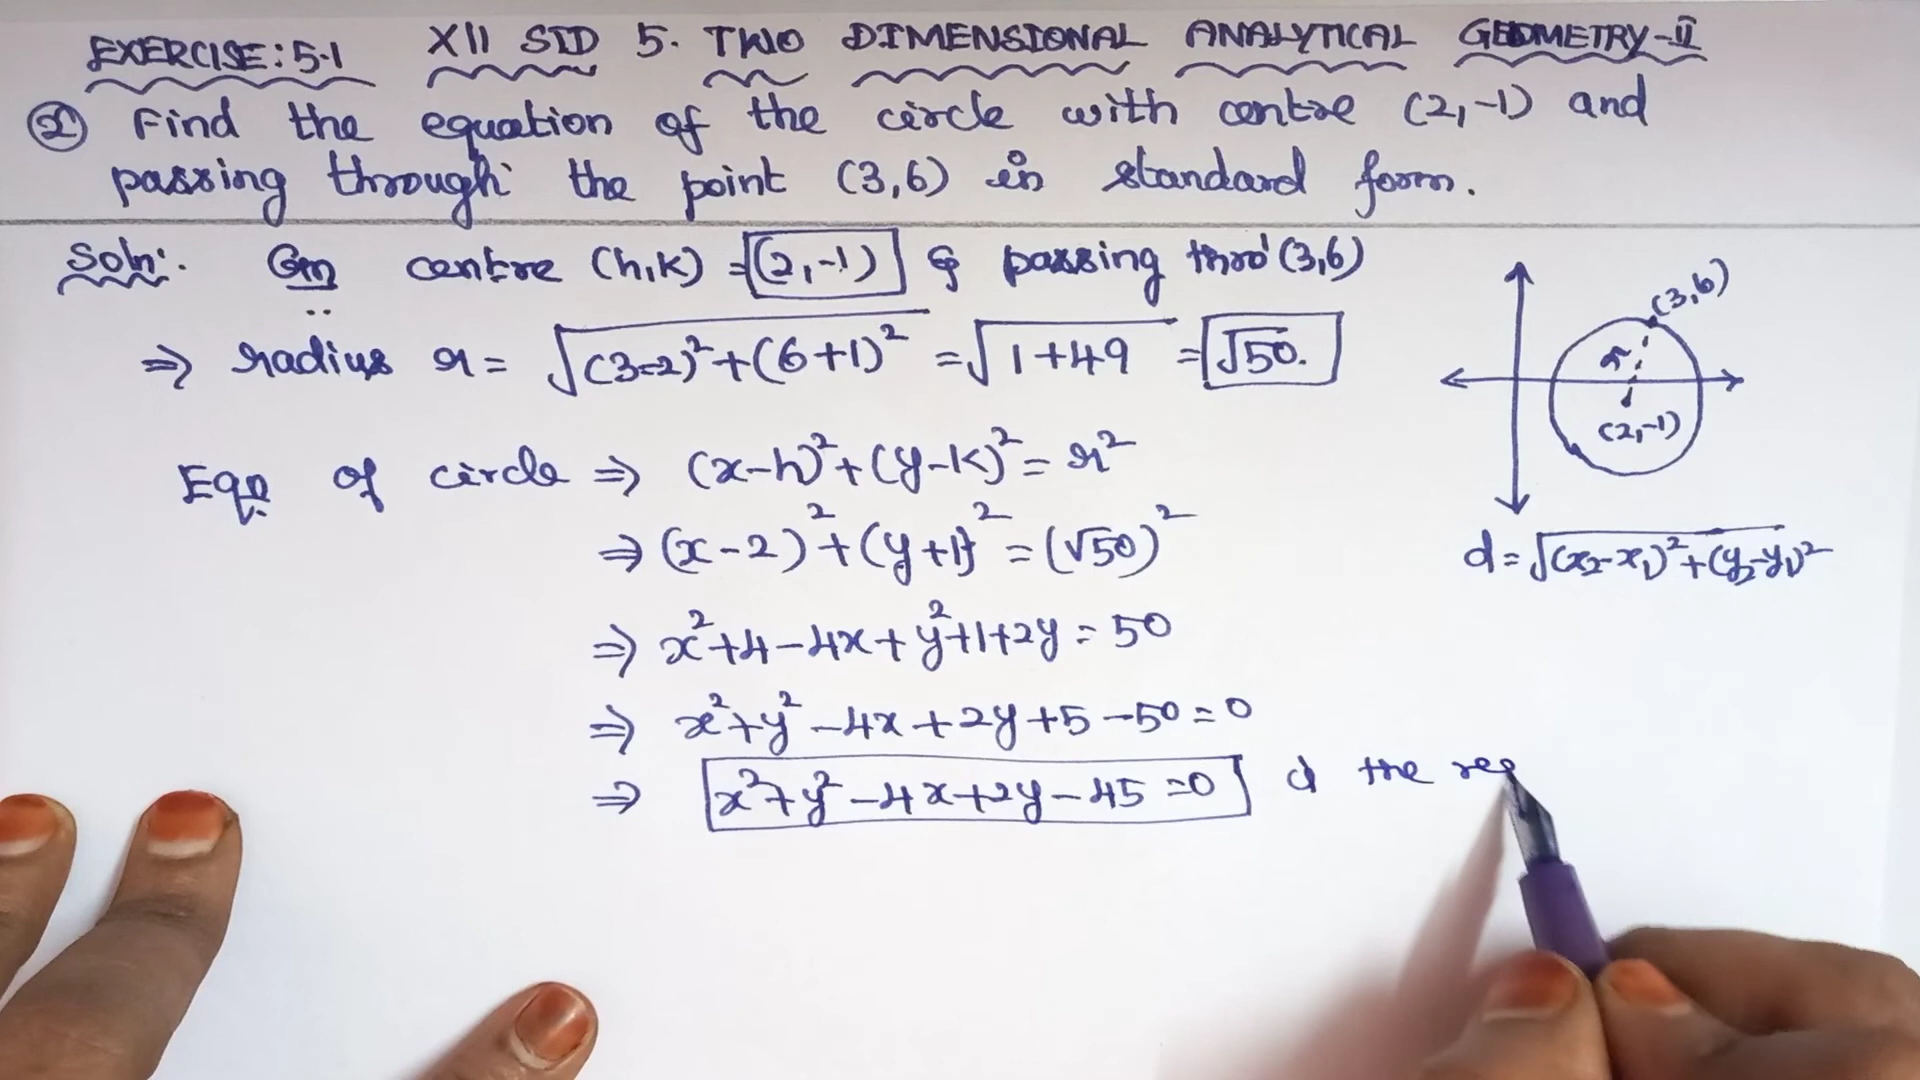 EXERCISE: 5.1 XII STD 5. TWO DIMENSIONAL ANALYTICAL GEOMETRY-II
② Find the equation of the circle with centre (2,-1) and
passing through the point (3,6) in standard form.
Soln:. Gn centre (h,k) = (2,-1) & passing thro' (3,6)
⇒ radius r = √(3-2)²+(6+1)² = √1+49 = √50.
Eqn of circle ⇒ (x-h)²+(y-k)² = r²
⇒ (x-2)²+(y+1)² = (√50)²
⇒ x²+4-4x+y²+1+2y = 50
⇒ x²+y²-4x+2y+5-50=0
⇒ x²+y²-4x+2y-45=0 the re
(3,6)
r
(2,-1)
d=√(x₂-x₁)²+(y₂-y₁)²